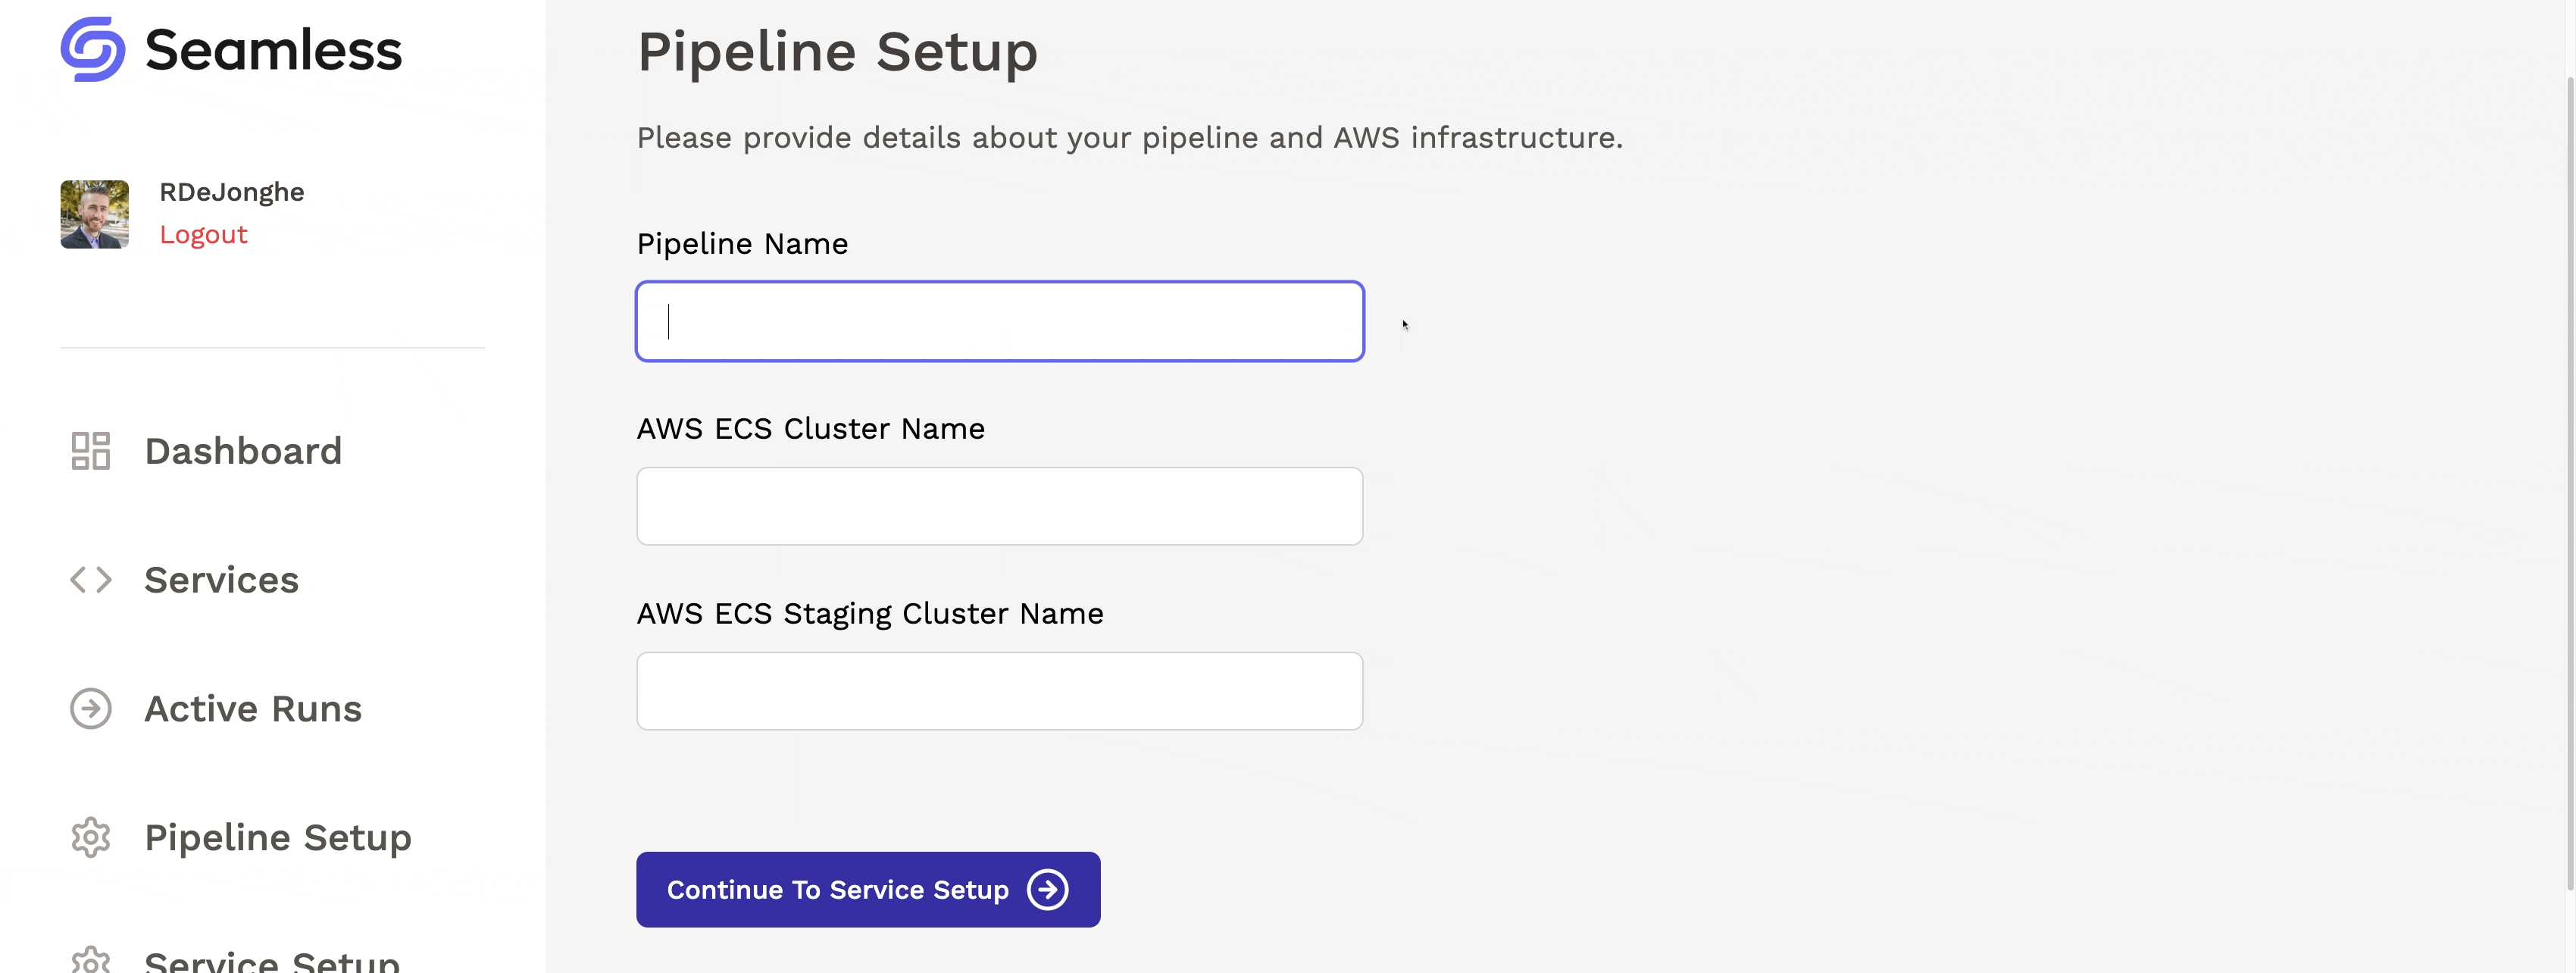 Seamless
RDeJonghe
Logout
Dashboard
Services
Active Runs
Pipeline Setup
Service Setup
Pipeline Setup
Please provide details about your pipeline and AWS infrastructure.
Pipeline Name
AWS ECS Cluster Name
AWS ECS Staging Cluster Name
Continue To Service Setup